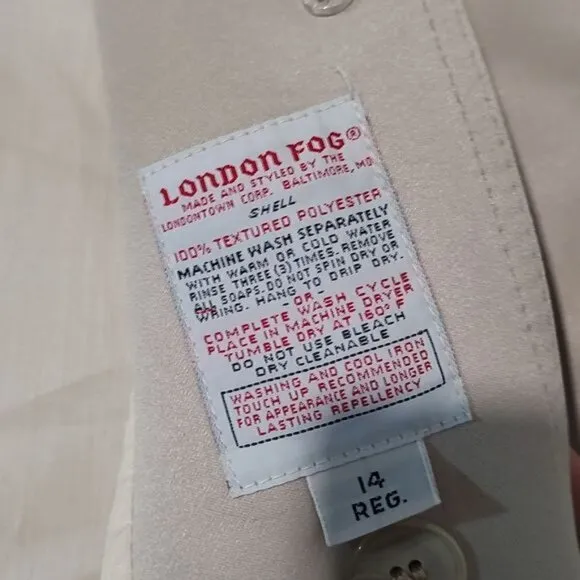 LONDON FOG®
MADE AND STYLED BY THE
LONDONTOWN CORP. BALTIMORE, MD.
SHELL
100% TEXTURED POLYESTER
MACHINE WASH SEPARATELY
WITH WARM OR COLD WATER
RINSE THREE (3) TIMES. REMOVE
ALL SOAPS. DO NOT SPIN DRY OR
WRING. HANG TO DRIP DRY.
- OR -
COMPLETE WASH CYCLE
PLACE IN MACHINE DRYER
TUMBLE DRY AT 160° F
DO NOT USE BLEACH
DRY CLEANABLE
WASHING AND COOL IRON
TOUCH UP RECOMMENDED
FOR APPEARANCE AND LONGER
LASTING REPELLENCY
14
REG.